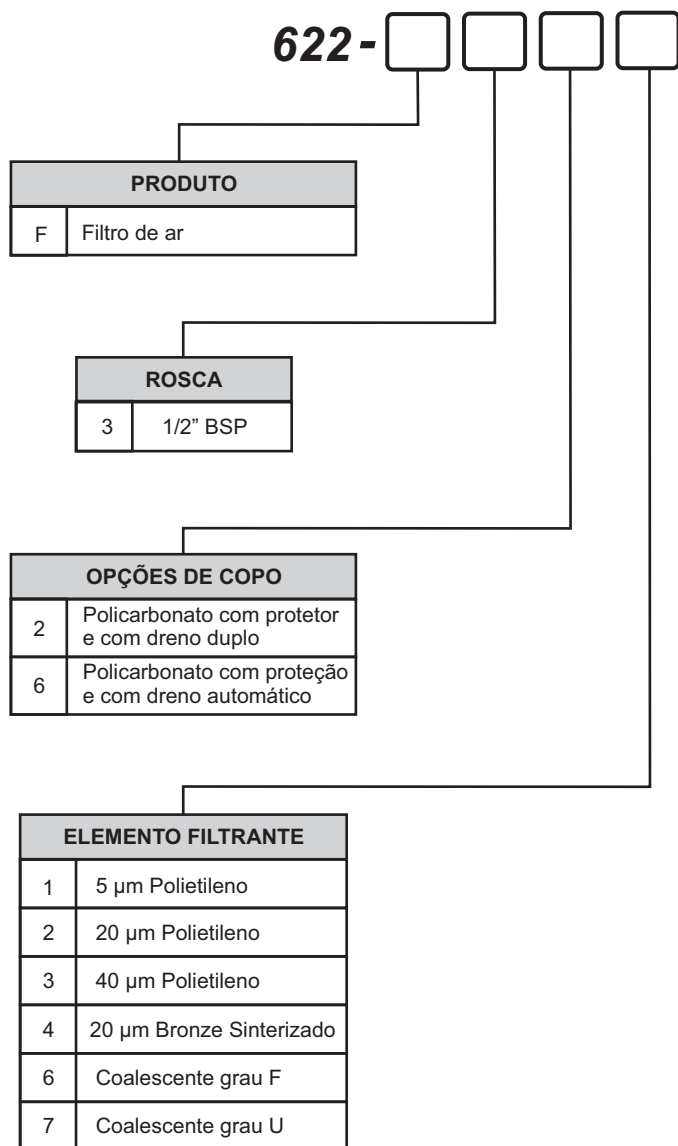 622-
PRODUTO
F Filtro de ar
ROSCA
3 1/2” BSP
OPÇÕES DE COPO
2 Policarbonato com protetor
e com dreno duplo
6 Policarbonato com proteção
e com dreno automático
ELEMENTO FILTRANTE
1 5 µm Polietileno
2 20 µm Polietileno
3 40 µm Polietileno
4 20 µm Bronze Sinterizado
6 Coalescente grau F
7 Coalescente grau U